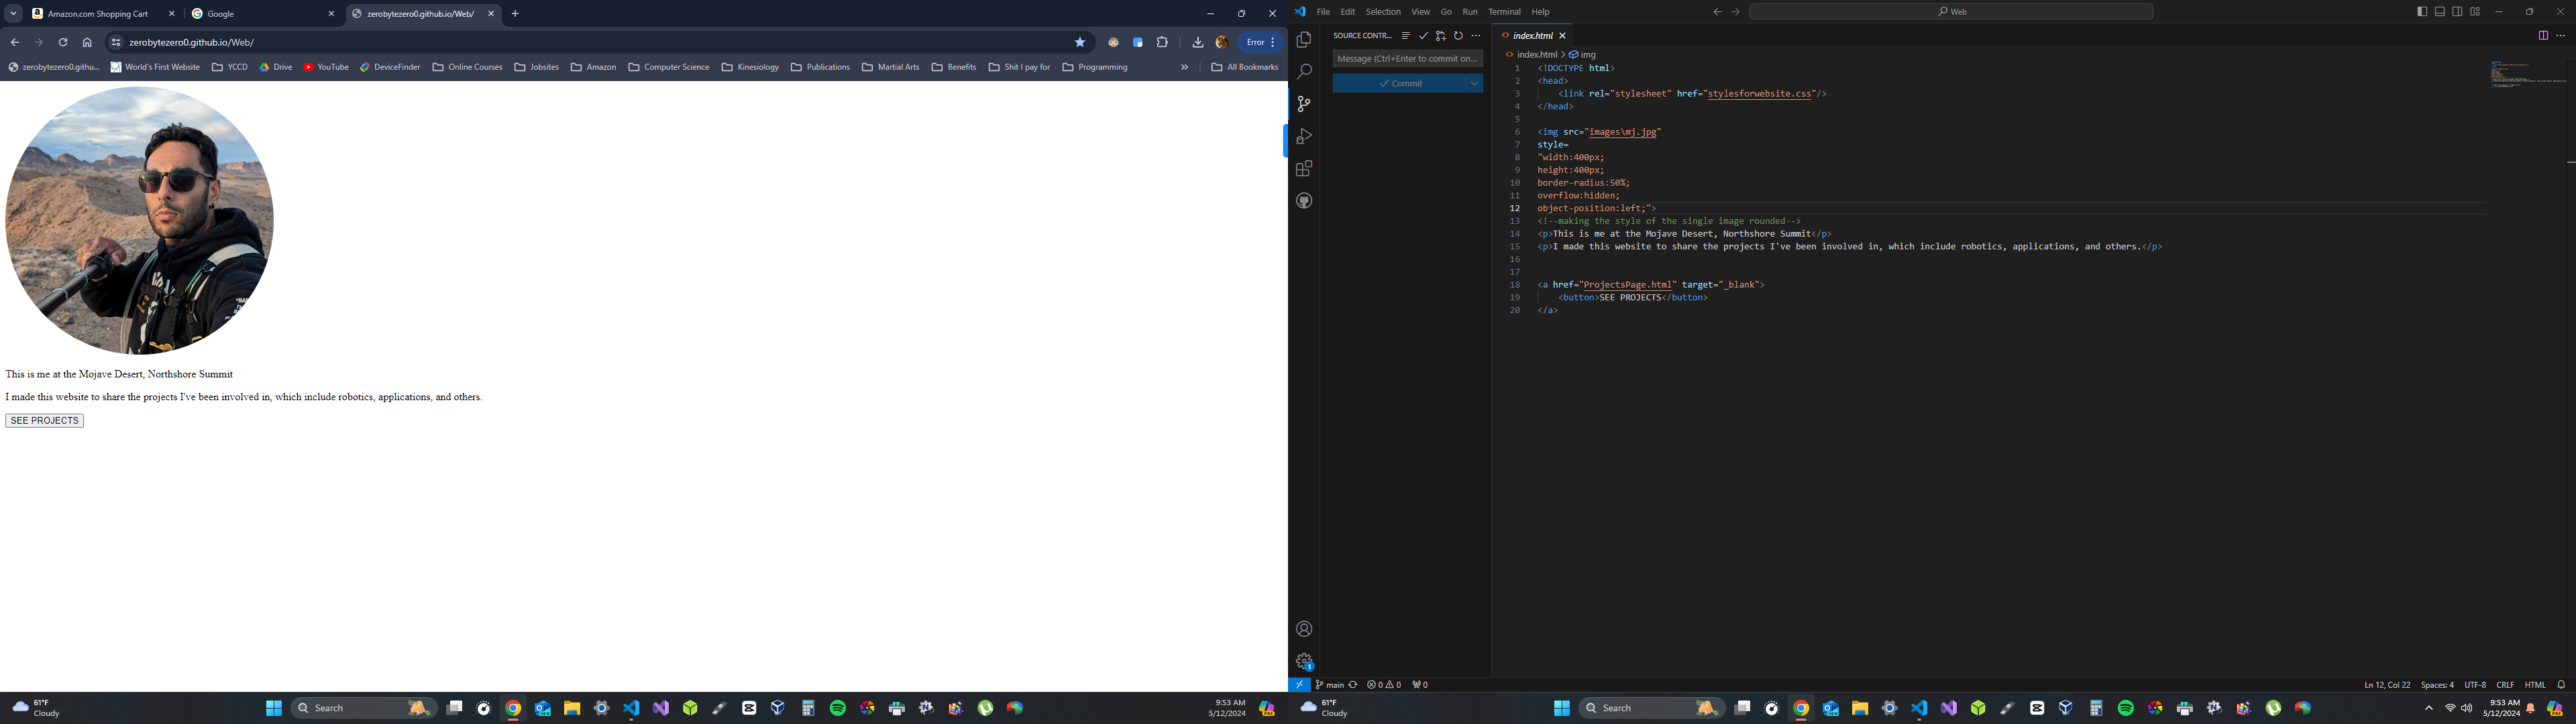 Amazon.com Shopping Cart
Google
zerobytezero0.github.io/Web/
zerobytezero0.github.io/Web/
Error
zerobytezero0.githu...
World's First Website
YCCD
Drive
YouTube
DeviceFinder
Online Courses
Jobsites
Amazon
Computer Science
Kinesiology
Publications
Martial Arts
Benefits
Shit I pay for
Programming
All Bookmarks
This is me at the Mojave Desert, Northshore Summit
I made this website to share the projects I've been involved in, which include robotics, applications, and others.
SEE PROJECTS
61°F
Cloudy
Search
9:53 AM
5/12/2024
File Edit Selection View Go Run Terminal Help
Web
SOURCE CONTR...
Message (Ctrl+Enter to commit on...
Commit
index.html
index.html > img
1 <!DOCTYPE html>
2 <head>
3 <link rel="stylesheet" href="stylesforwebsite.css"/>
4 </head>
5
6 <img src="images\mj.jpg"
7 style=
8 "width:400px;
9 height:400px;
10 border-radius:50%;
11 overflow:hidden;
12 object-position:left;">
13 <!--making the style of the single image rounded-->
14 <p>This is me at the Mojave Desert, Northshore Summit</p>
15 <p>I made this website to share the projects I've been involved in, which include robotics, applications, and others.</p>
16
17
18 <a href="ProjectsPage.html" target="_blank">
19 <button>SEE PROJECTS</button>
20 </a>
1
main
0 0
0
Ln 12, Col 22
Spaces: 4
UTF-8
CRLF
HTML
61°F
Cloudy
Search
9:53 AM
5/12/2024